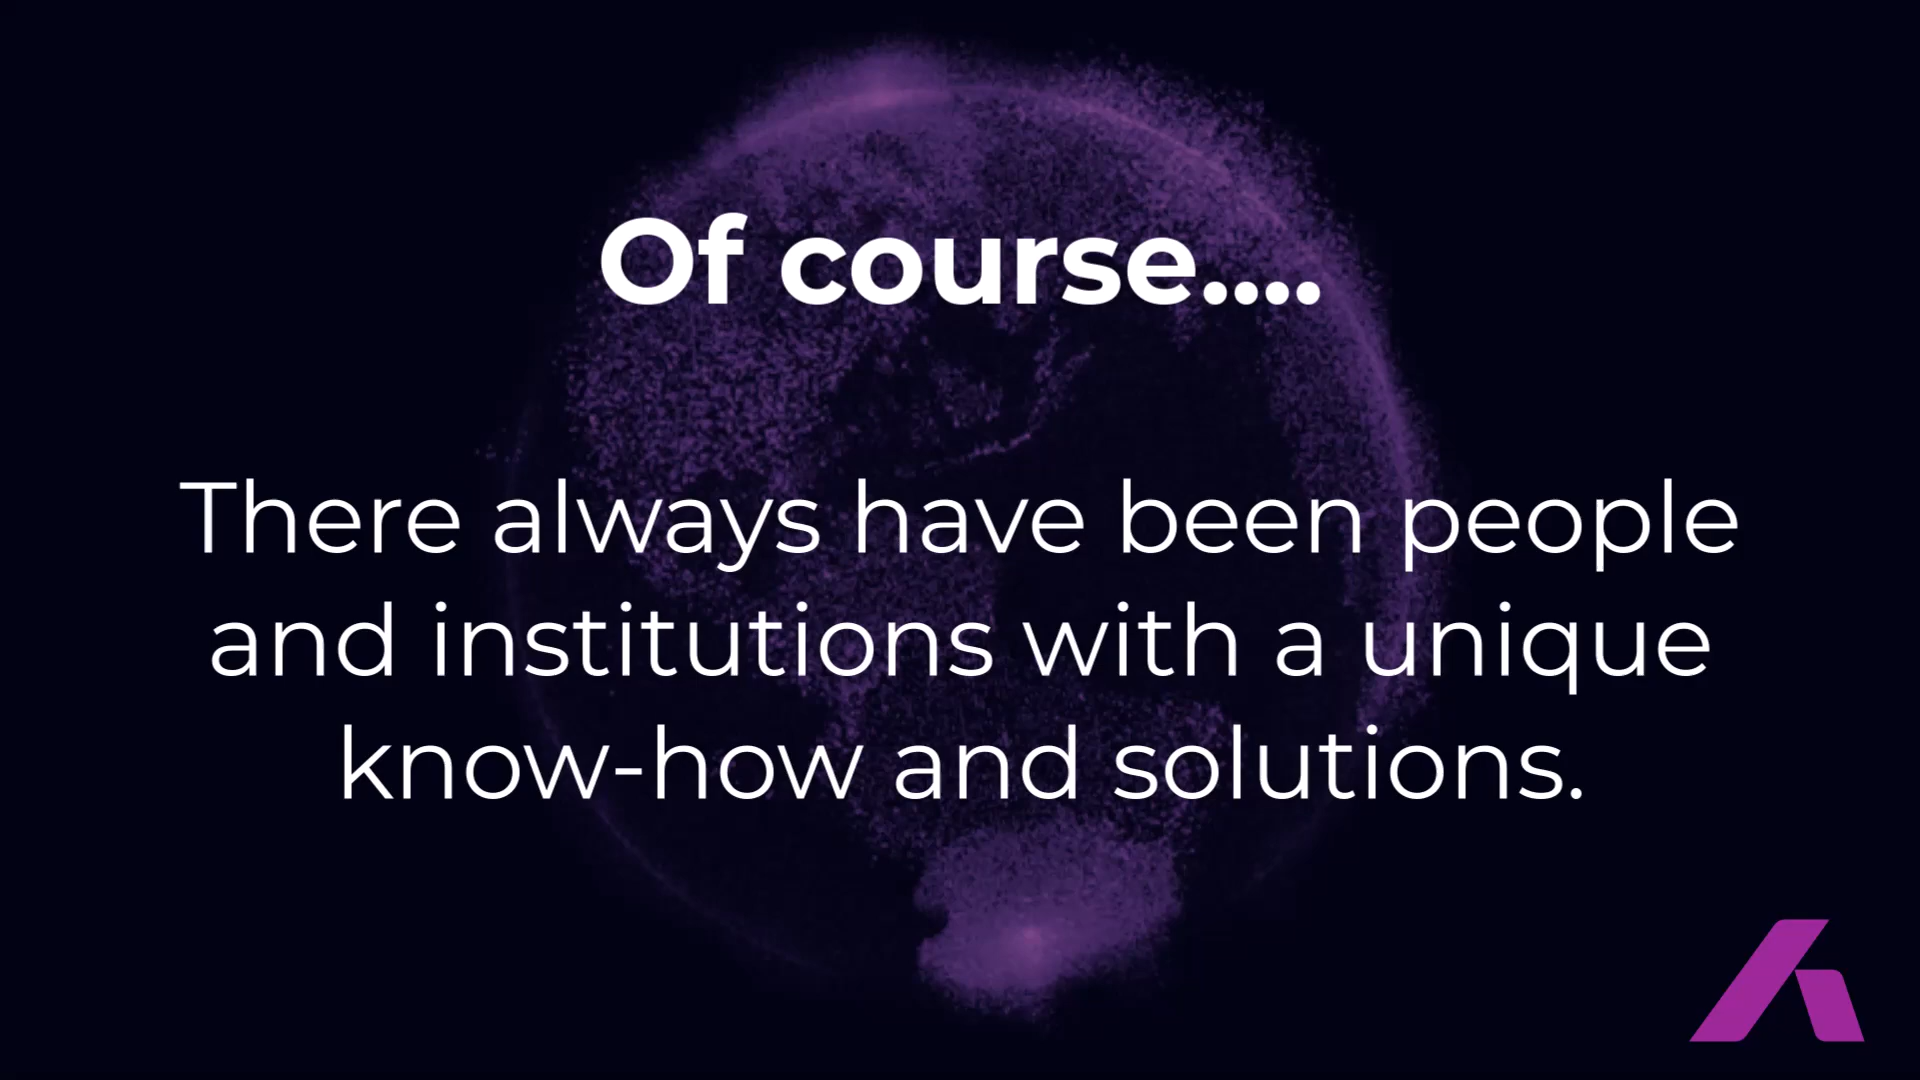 Of course....
There always have been people
and institutions with a unique
know-how and solutions.